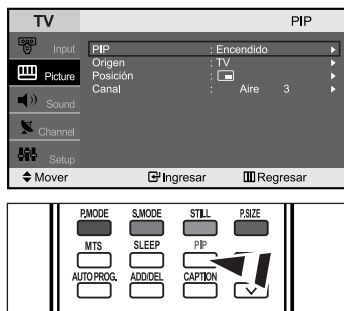 TV PIP
Input
Picture
Sound
Channel
Setup
PIP : Encendido
Origen : TV
Posición :
Canal : Aire 3
Mover Ingresar Regresar
P.MODE S.MODE STILL P.SIZE
MTS SLEEP PIP
AUTO PROG. ADD/DEL CAPTION